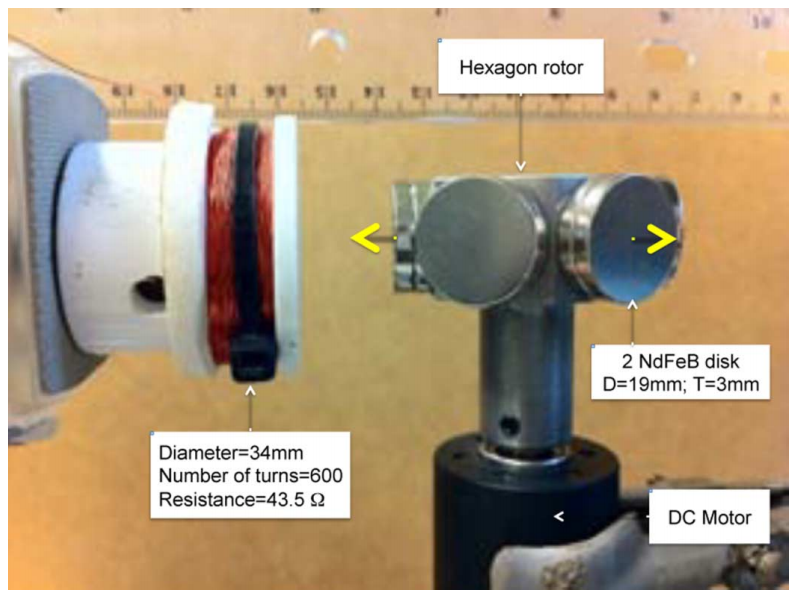 Hexagon rotor
2 NdFeB disk
D=19mm; T=3mm
Diameter=34mm
Number of turns=600
Resistance=43.5 Ω
DC Motor